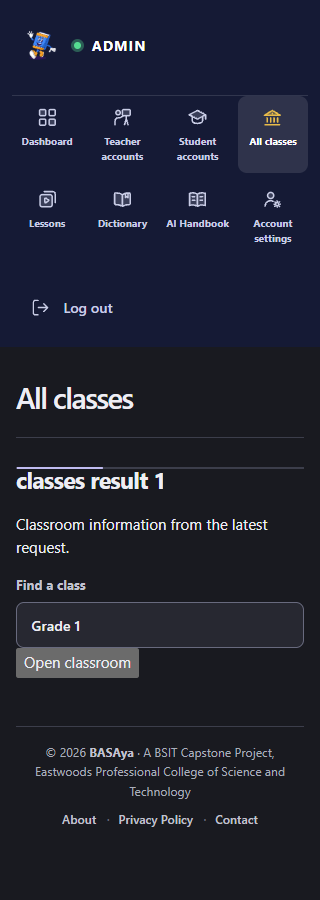 ADMIN
Dashboard
Teacher
accounts
Student
accounts
All classes
Lessons
Dictionary
AI Handbook
Account
settings
Log out
All classes
classes result 1
Classroom information from the latest
request.
Find a class
Grade 1
Open classroom
© 2026 BASAya · A BSIT Capstone Project,
Eastwoods Professional College of Science and
Technology
About · Privacy Policy · Contact